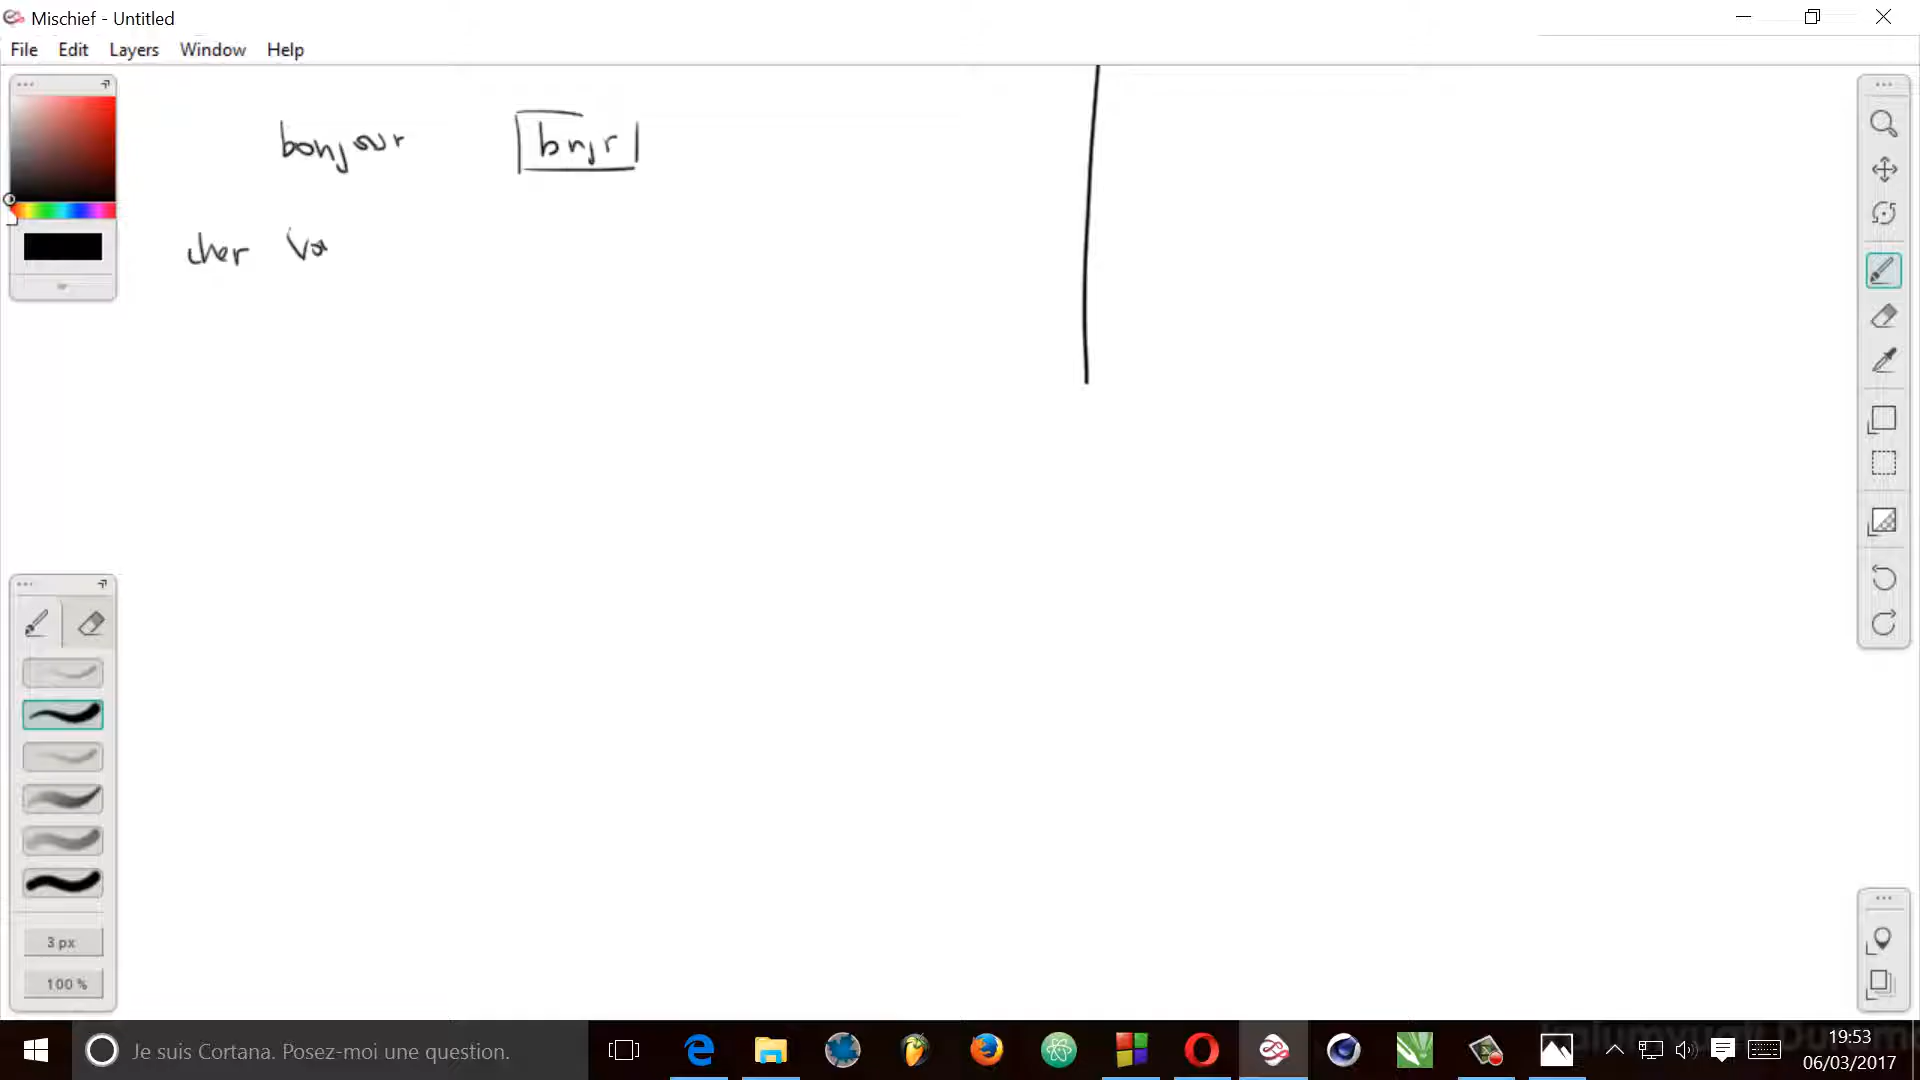 Mischief - Untitled
File Edit Layers Window Help
bonjour bnjr
cher
3 px
100 %
Je suis Cortana. Posez-moi une question.
19:53
06/03/2017